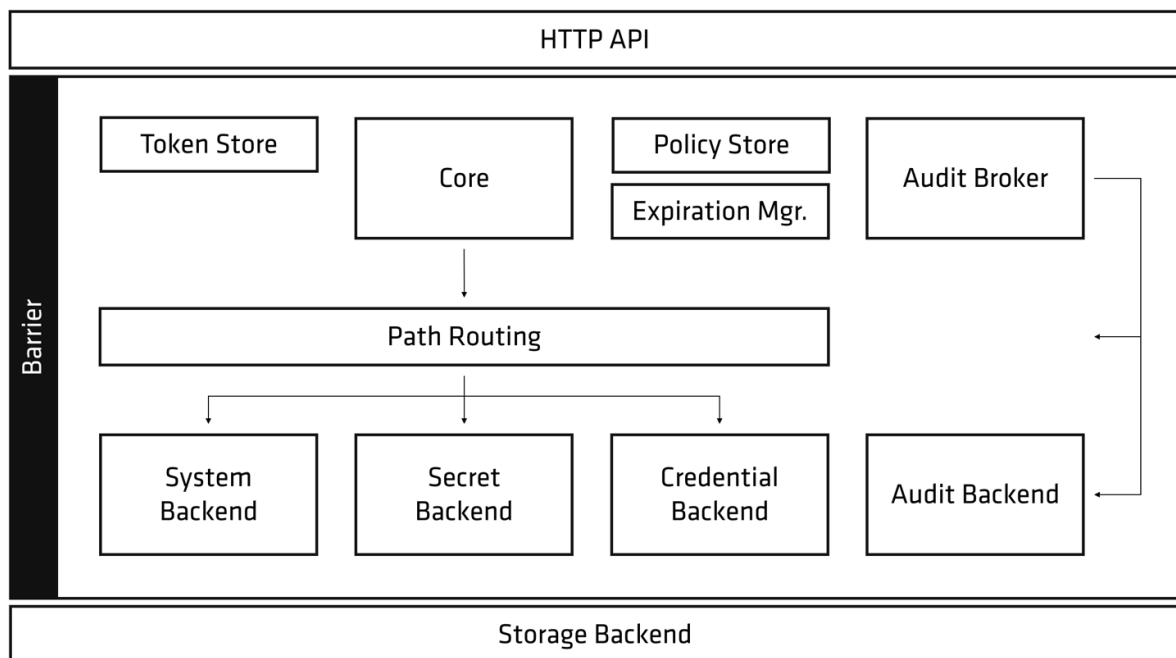 HTTP API
Token Store
Core
Policy Store
Expiration Mgr.
Audit Broker
Barrier
Path Routing
System
Backend
Secret
Backend
Credential
Backend
Audit Backend
Storage Backend